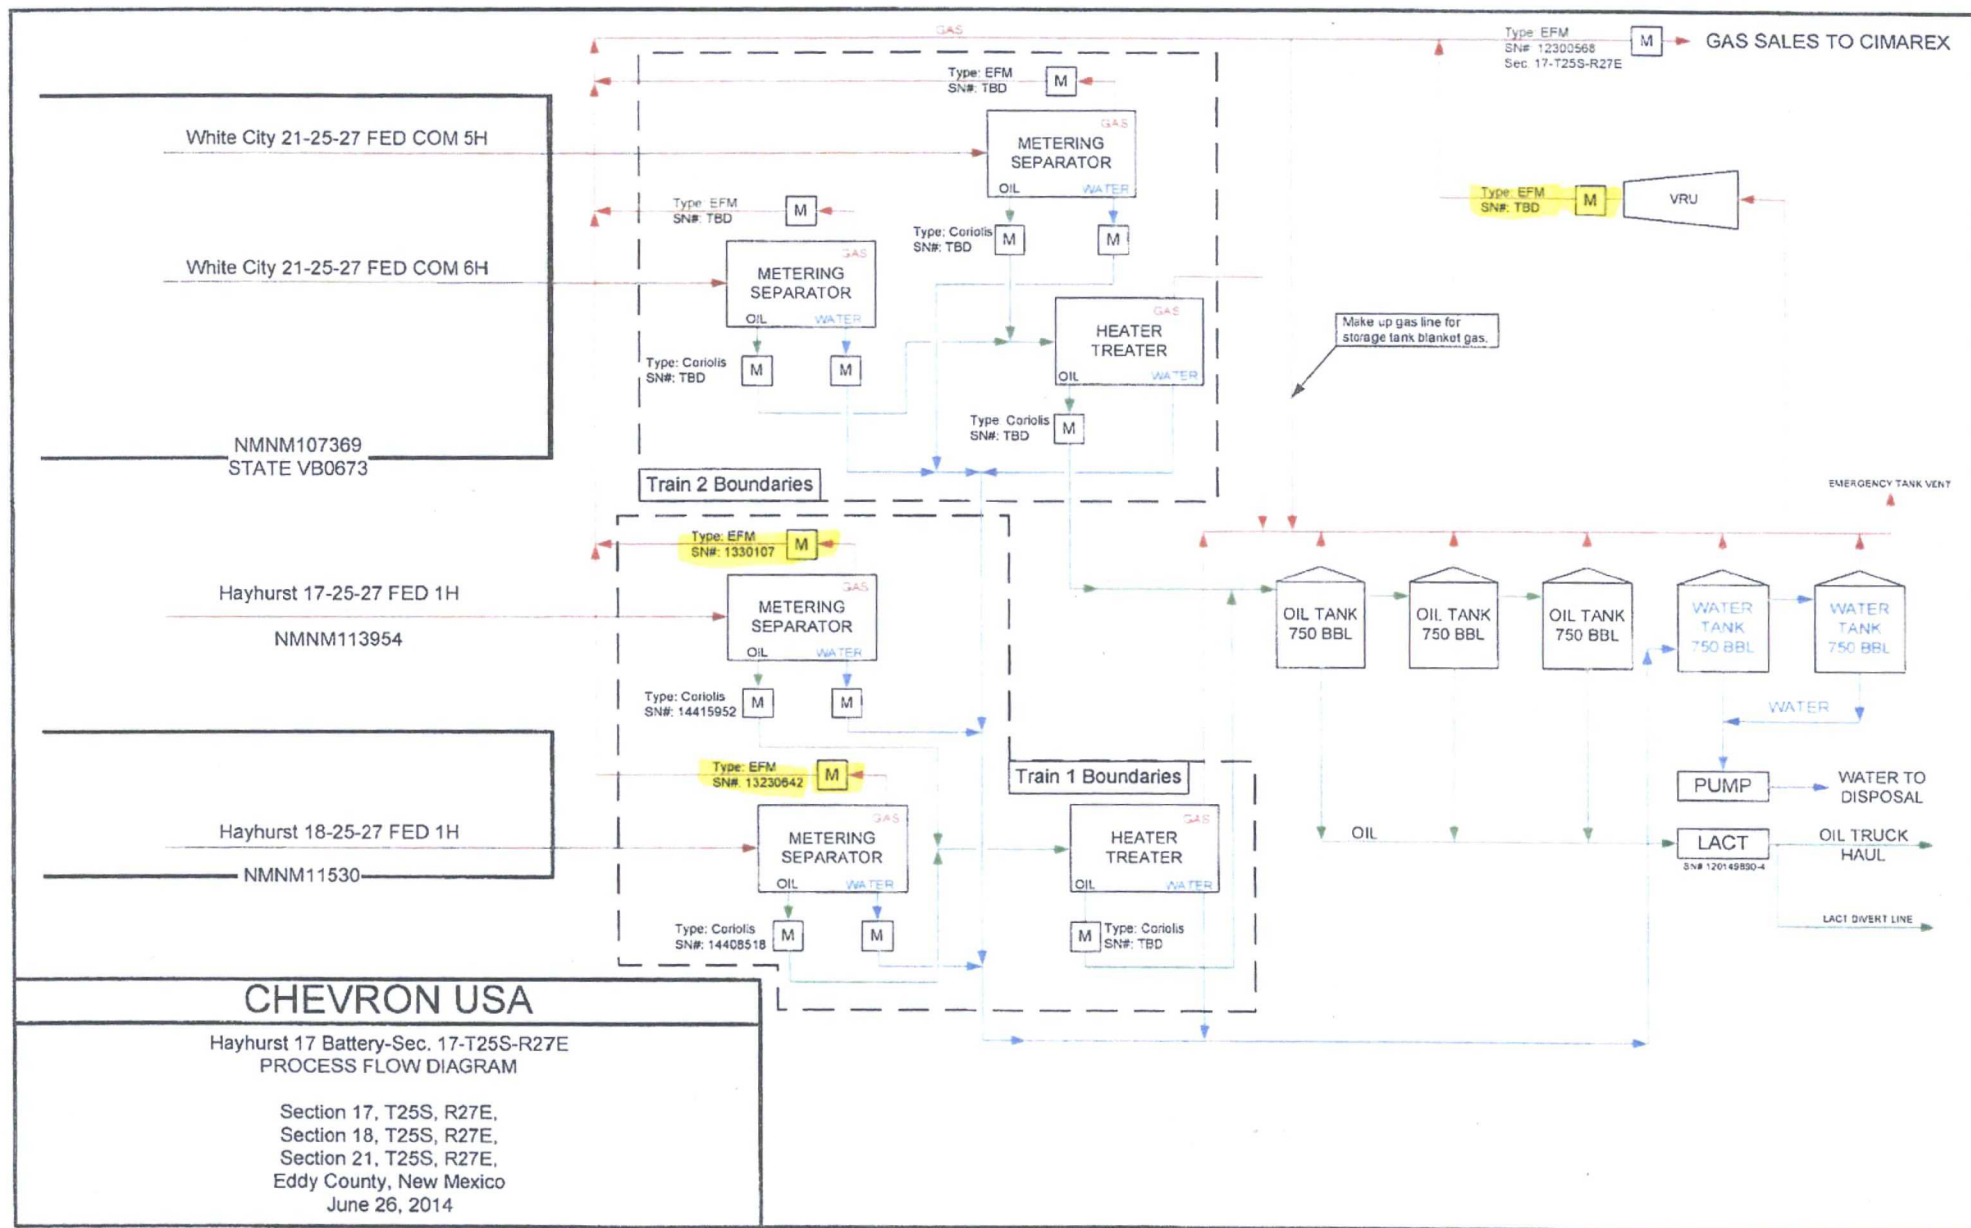 GAS
Type: EFM
SN#: 12300568
Sec. 17-T25S-R27E
M
GAS SALES TO CIMAREX
Type: EFM
SN#: TBD
M
White City 21-25-27 FED COM 5H
GAS
METERING
SEPARATOR
OIL
WATER
Type: EFM
SN#: TBD
M
Type: EFM
SN#: TBD
M
VRU
Type: Coriolis
SN#: TBD
M
M
White City 21-25-27 FED COM 6H
GAS
METERING
SEPARATOR
OIL
WATER
GAS
HEATER
TREATER
OIL
WATER
Make up gas line for
storage tank blanket gas.
Type: Coriolis
SN#: TBD
M
M
Type: Coriolis
SN#: TBD
M
NMNM107369
STATE VB0673
Train 2 Boundaries
EMERGENCY TANK VENT
Type: EFM
SN#: 1330107
M
Hayhurst 17-25-27 FED 1H
NMNM113954
GAS
METERING
SEPARATOR
OIL
WATER
OIL TANK
750 BBL
OIL TANK
750 BBL
OIL TANK
750 BBL
WATER
TANK
750 BBL
WATER
TANK
750 BBL
Type: Coriolis
SN#: 14415952
M
M
WATER
Type: EFM
SN#: 13230642
M
Train 1 Boundaries
PUMP
WATER TO
DISPOSAL
Hayhurst 18-25-27 FED 1H
NMNM11530
GAS
METERING
SEPARATOR
OIL
WATER
GAS
HEATER
TREATER
OIL
WATER
OIL
LACT
SN# 120149890-4
OIL TRUCK
HAUL
LACT DIVERT LINE
Type: Coriolis
SN#: 14408518
M
M
M
Type: Coriolis
SN#: TBD
CHEVRON USA
Hayhurst 17 Battery-Sec. 17-T25S-R27E
PROCESS FLOW DIAGRAM
Section 17, T25S, R27E,
Section 18, T25S, R27E,
Section 21, T25S, R27E,
Eddy County, New Mexico
June 26, 2014